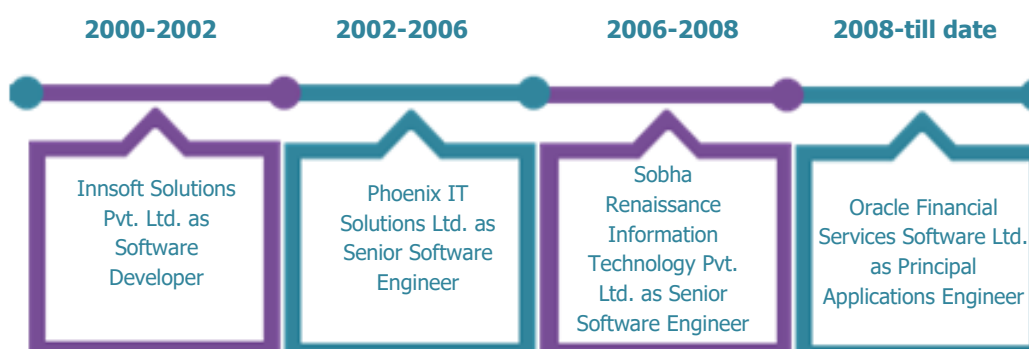 2000-2002
2002-2006
2006-2008
2008-till date
Innsoft Solutions
Pvt. Ltd. as
Software
Developer
Phoenix IT
Solutions Ltd. as
Senior Software
Engineer
Sobha
Renaissance
Information
Technology Pvt.
Ltd. as Senior
Software Engineer
Oracle Financial
Services Software Ltd.
as Principal
Applications Engineer